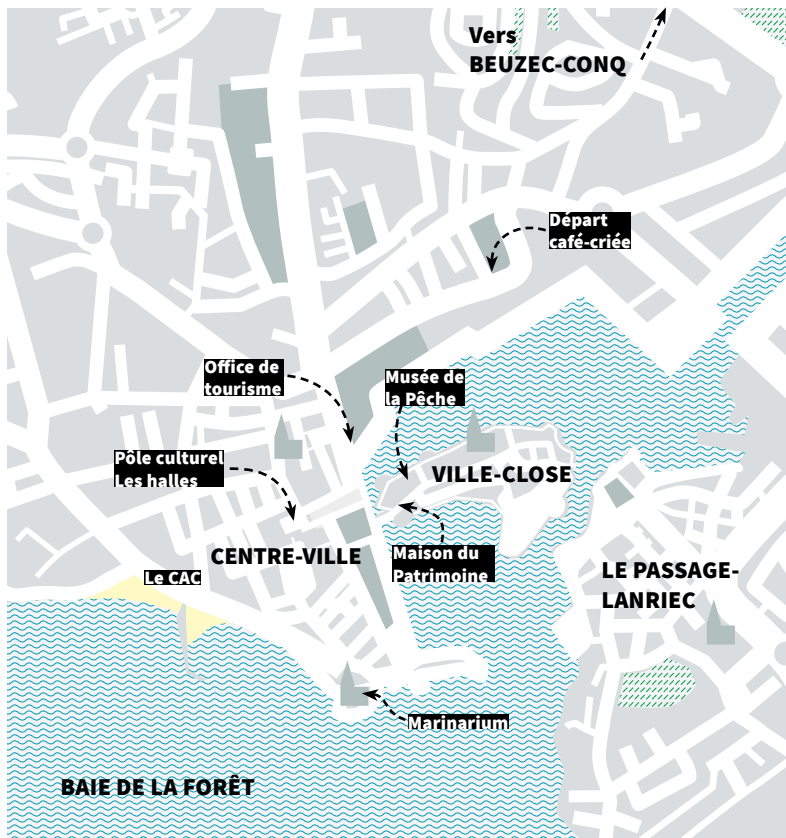 Vers
BEUZEC-CONQ
Départ
café-criée
Office de
tourisme
Musée de
la Pêche
Pôle culturel
Les halles
VILLE-CLOSE
CENTRE-VILLE
Maison du
Patrimoine
Le CAC
LE PASSAGE-
LANRIEC
Marinarium
BAIE DE LA FORÊT